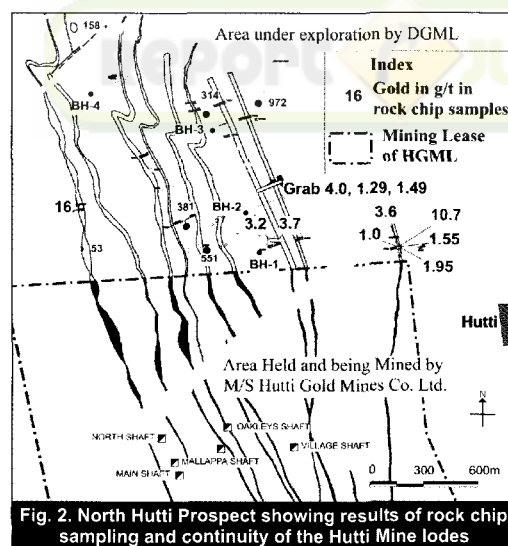 Area under exploration by DGML
Index
16 Gold in g/t in
rock chip samples
Mining Lease
of HGML
158
BH-4
314
972
BH-3
Grab 4.0, 1.29, 1.49
16
381
BH-2
37
3.2 3.7
3.6
10.7
1.0
1.55
53
551
BH-1
1.95
Hutti
Area Held and being Mined by
M/S Hutti Gold Mines Co. Ltd.
N
OAKLEYS SHAFT
NORTH SHAFT
VILLAGE SHAFT
MALLAPPA SHAFT
MAIN SHAFT
0 300 600m
Fig. 2. North Hutti Prospect showing results of rock chip
sampling and continuity of the Hutti Mine lodes